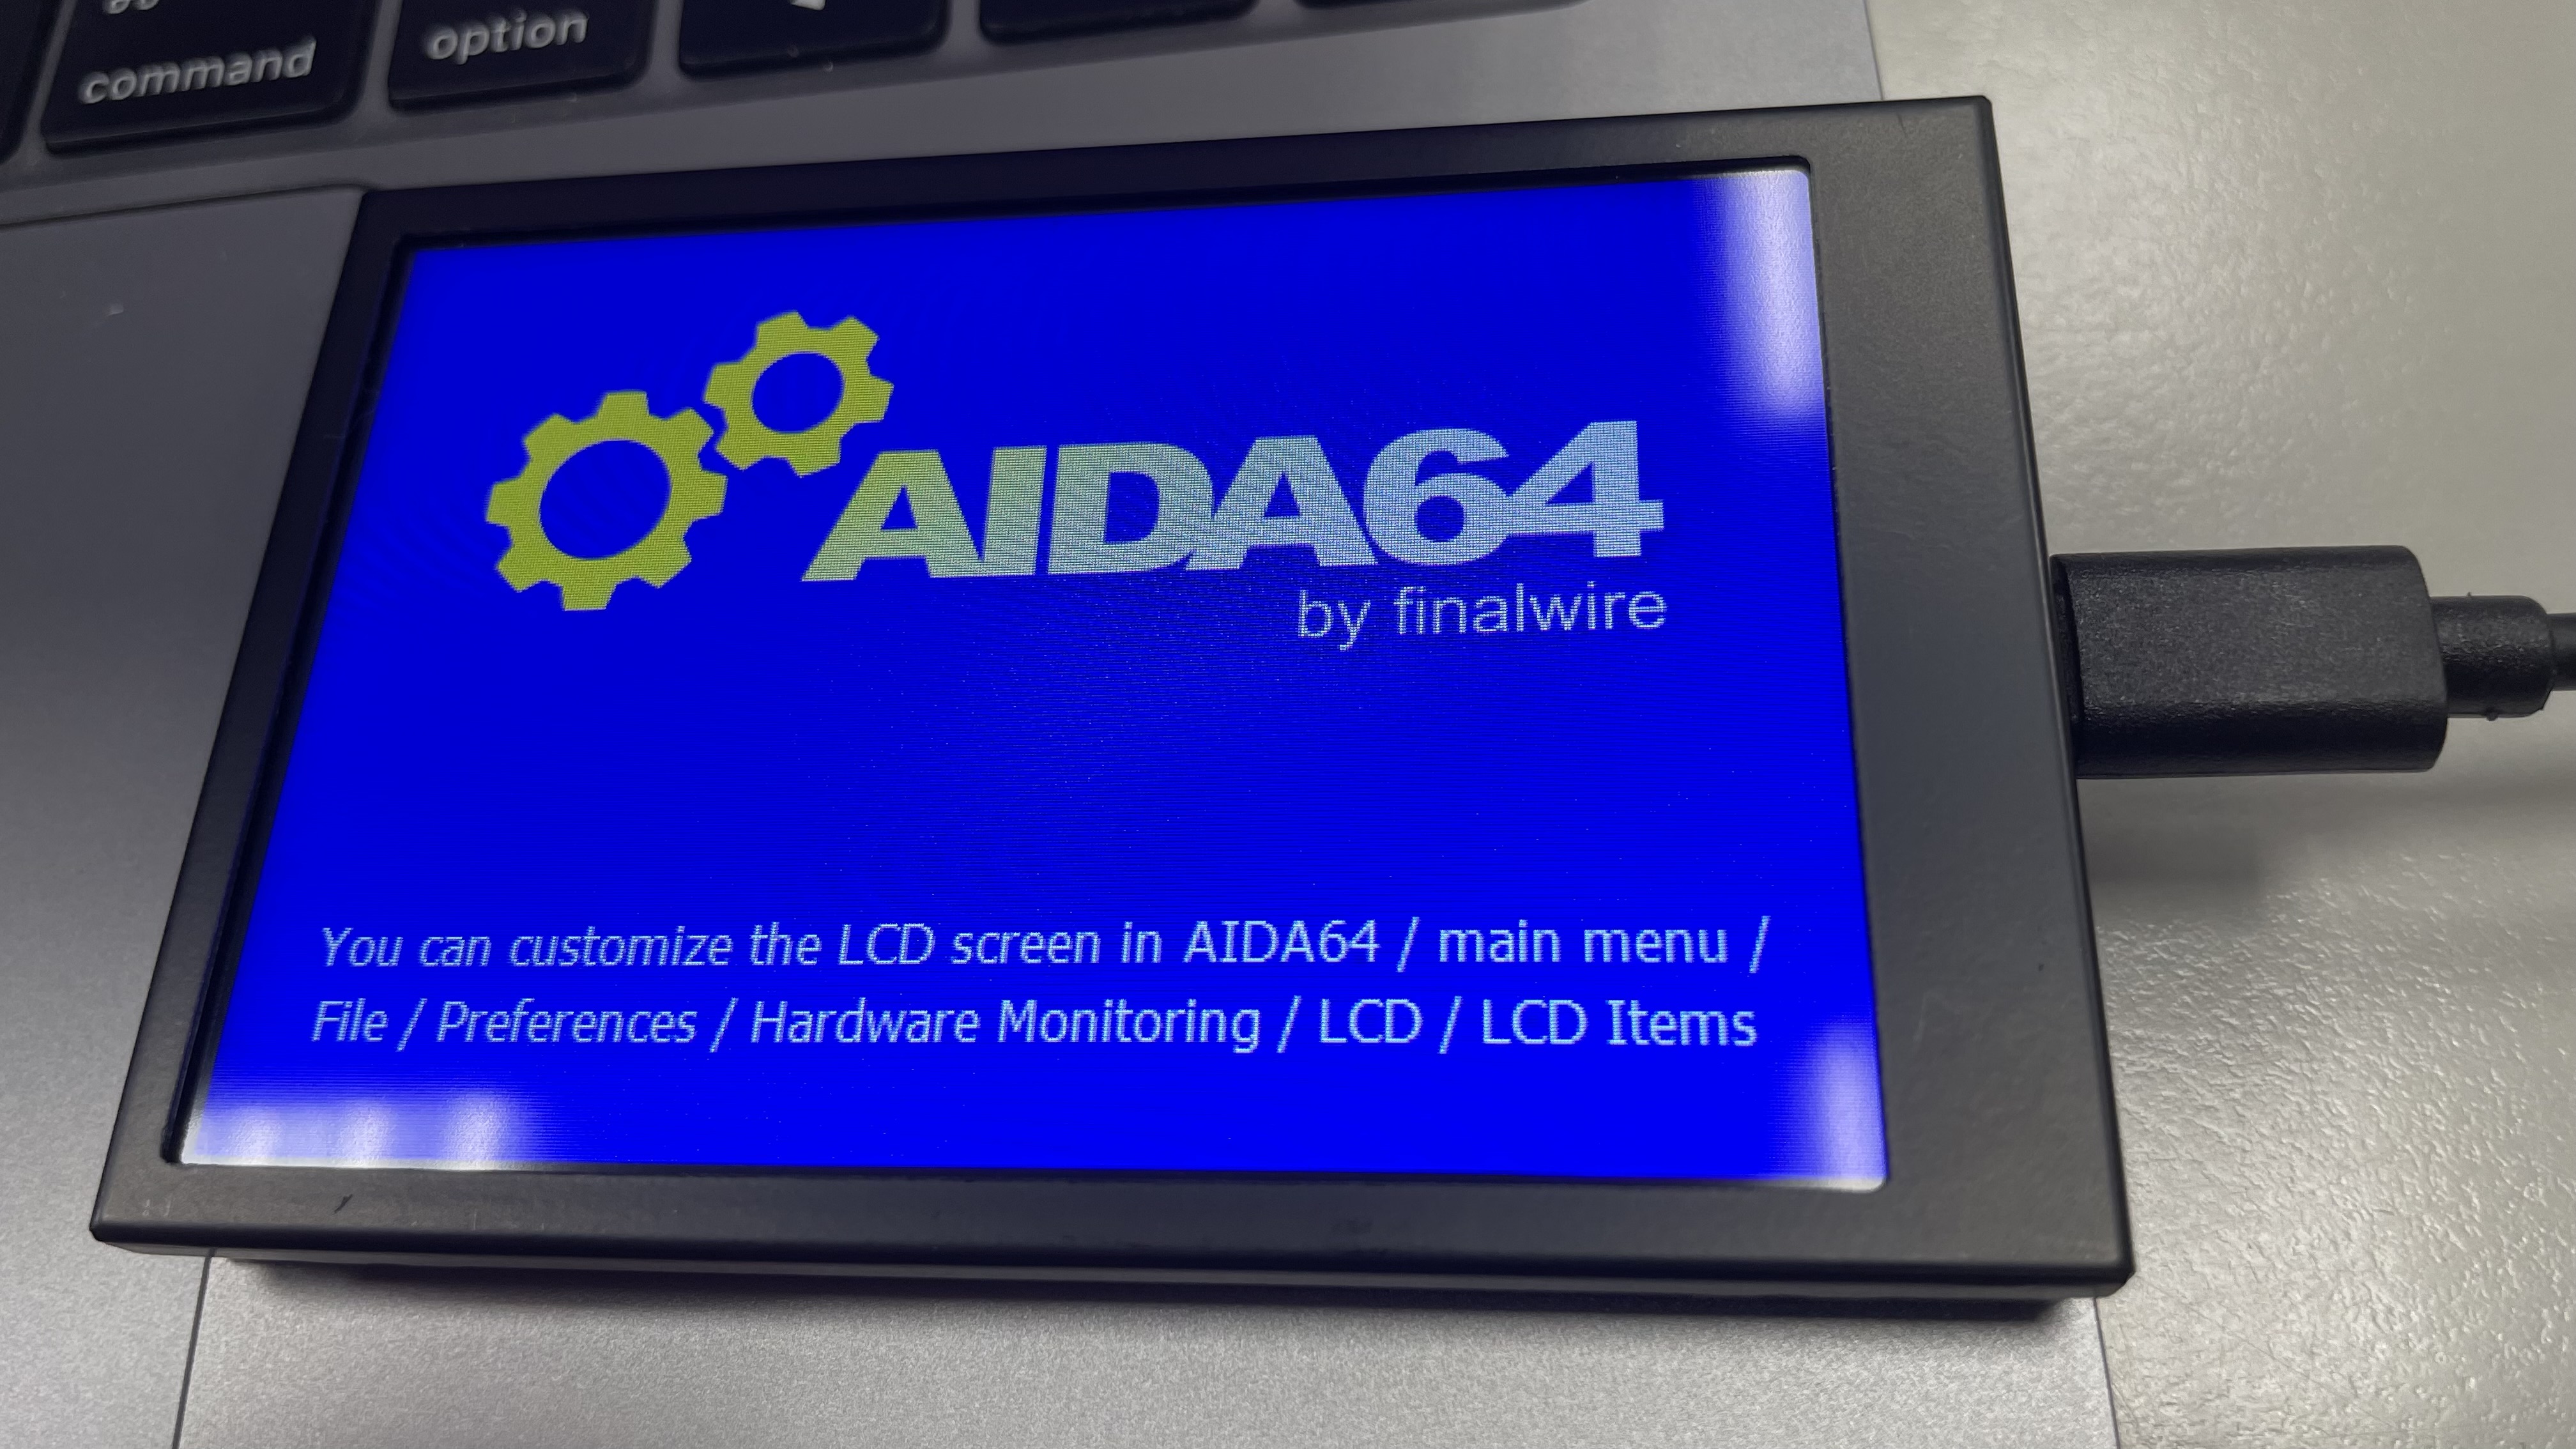 command
option
AIDA64
by finalwire
You can customize the LCD screen in AIDA64 / main menu /
File / Preferences / Hardware Monitoring / LCD / LCD Items